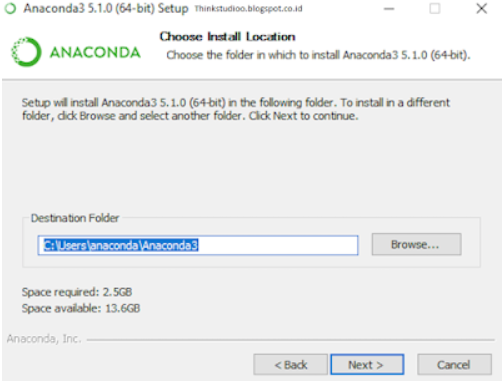 Anaconda3 5.1.0 (64-bit) Setup Thinkstudioo.blogspot.co.id
ANACONDA
Choose Install Location
Choose the folder in which to install Anaconda3 5.1.0 (64-bit).
Setup will install Anaconda3 5.1.0 (64-bit) in the following folder. To install in a different
folder, click Browse and select another folder. Click Next to continue.
Destination Folder
C:\Users\anaconda\Anaconda3
Browse...
Space required: 2.5GB
Space available: 13.6GB
Anaconda, Inc.
< Back
Next >
Cancel